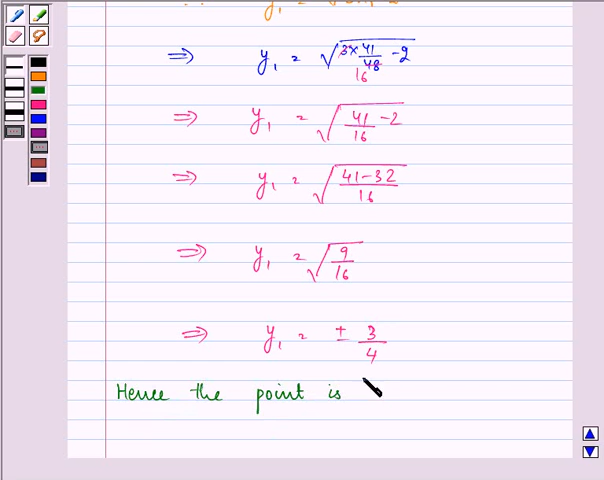 ⇒ y₁ = √(3×41/48 - 2) 16
⇒ y₁ = √(41/16 - 2)
⇒ y₁ = √((41-32)/16)
⇒ y₁ = √(9/16)
⇒ y₁ = ± 3/4
Hence the point is